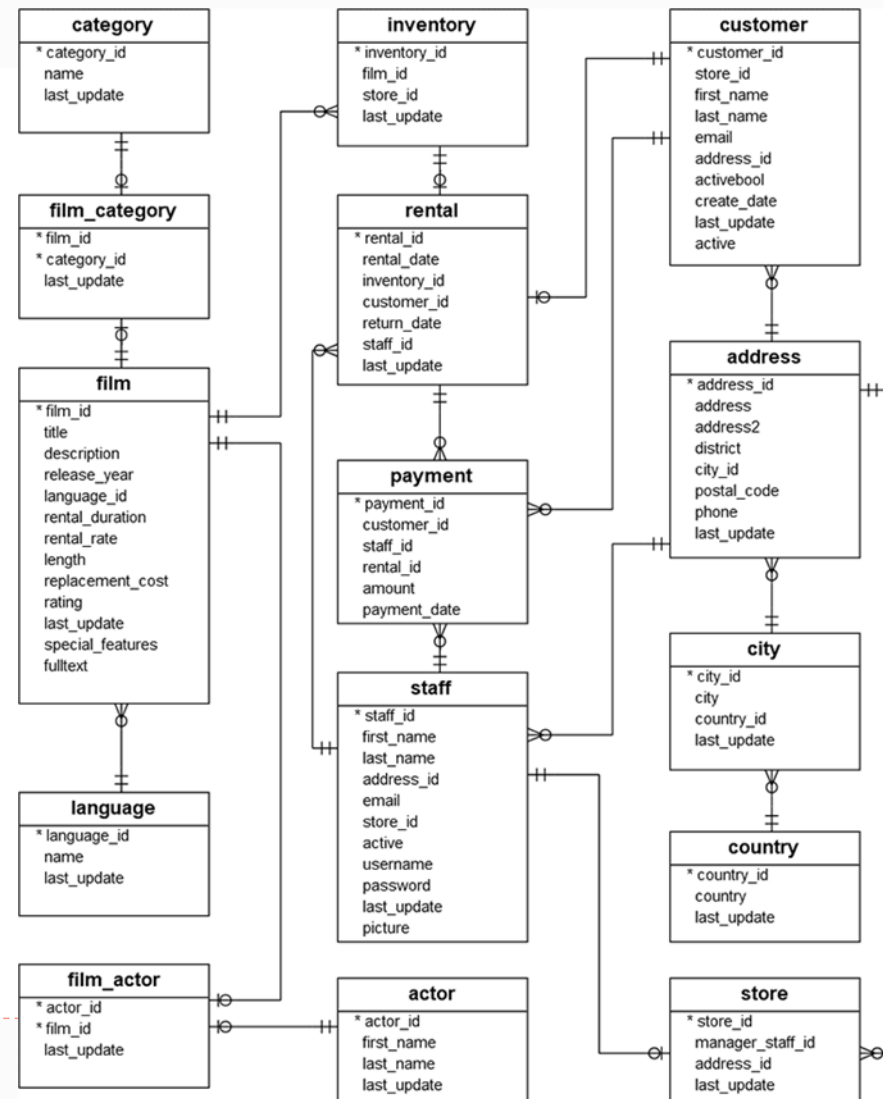 category
* category_id
name
last_update
film_category
* film_id
* category_id
last_update
film
* film_id
title
description
release_year
language_id
rental_duration
rental_rate
length
replacement_cost
rating
last_update
special_features
fulltext
language
* language_id
name
last_update
film_actor
* actor_id
* film_id
last_update
inventory
* inventory_id
film_id
store_id
last_update
rental
* rental_id
rental_date
inventory_id
customer_id
return_date
staff_id
last_update
payment
* payment_id
customer_id
staff_id
rental_id
amount
payment_date
staff
* staff_id
first_name
last_name
address_id
email
store_id
active
username
password
last_update
picture
actor
* actor_id
first_name
last_name
last_update
customer
* customer_id
store_id
first_name
last_name
email
address_id
activebool
create_date
last_update
active
address
* address_id
address
address2
district
city_id
postal_code
phone
last_update
city
* city_id
city
country_id
last_update
country
* country_id
country
last_update
store
* store_id
manager_staff_id
address_id
last_update